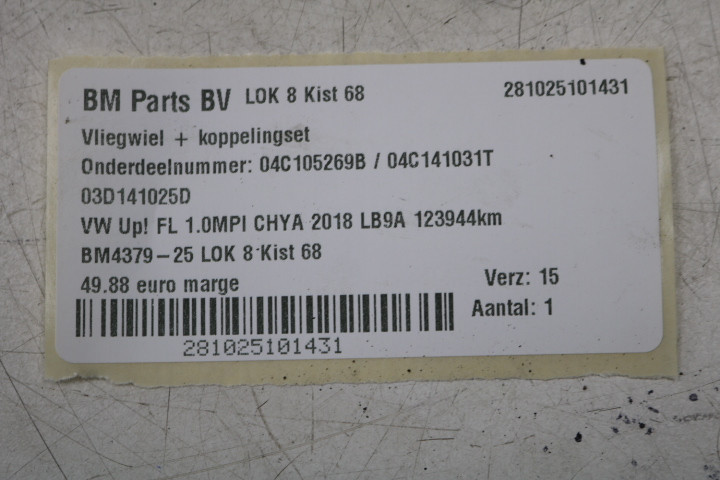 BM Parts BV LOK 8 Kist 68 281025101431
Vliegwiel + koppelingset
Onderdeelnummer: 04C105269B / 04C141031T
03D141025D
VW Up! FL 1.0MPI CHYA 2018 LB9A 123944km
BM4379-25 LOK 8 Kist 68
49.88 euro marge Verz: 15
Aantal: 1
281025101431